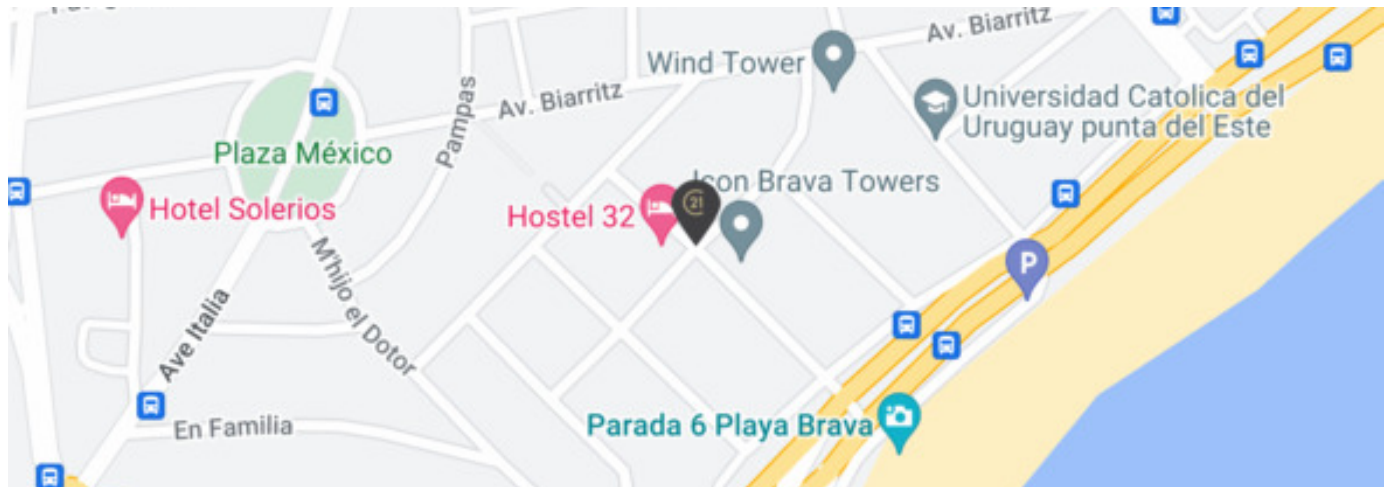 Av. Biarritz
Wind Tower
Av. Biarritz
Pampas
Universidad Catolica del
Uruguay punta del Este
Plaza México
Icon Brava Towers
Hotel Solerios
Hostel 32
21
M'hijo el Dotor
P
Ave Italia
En Familia
Parada 6 Playa Brava